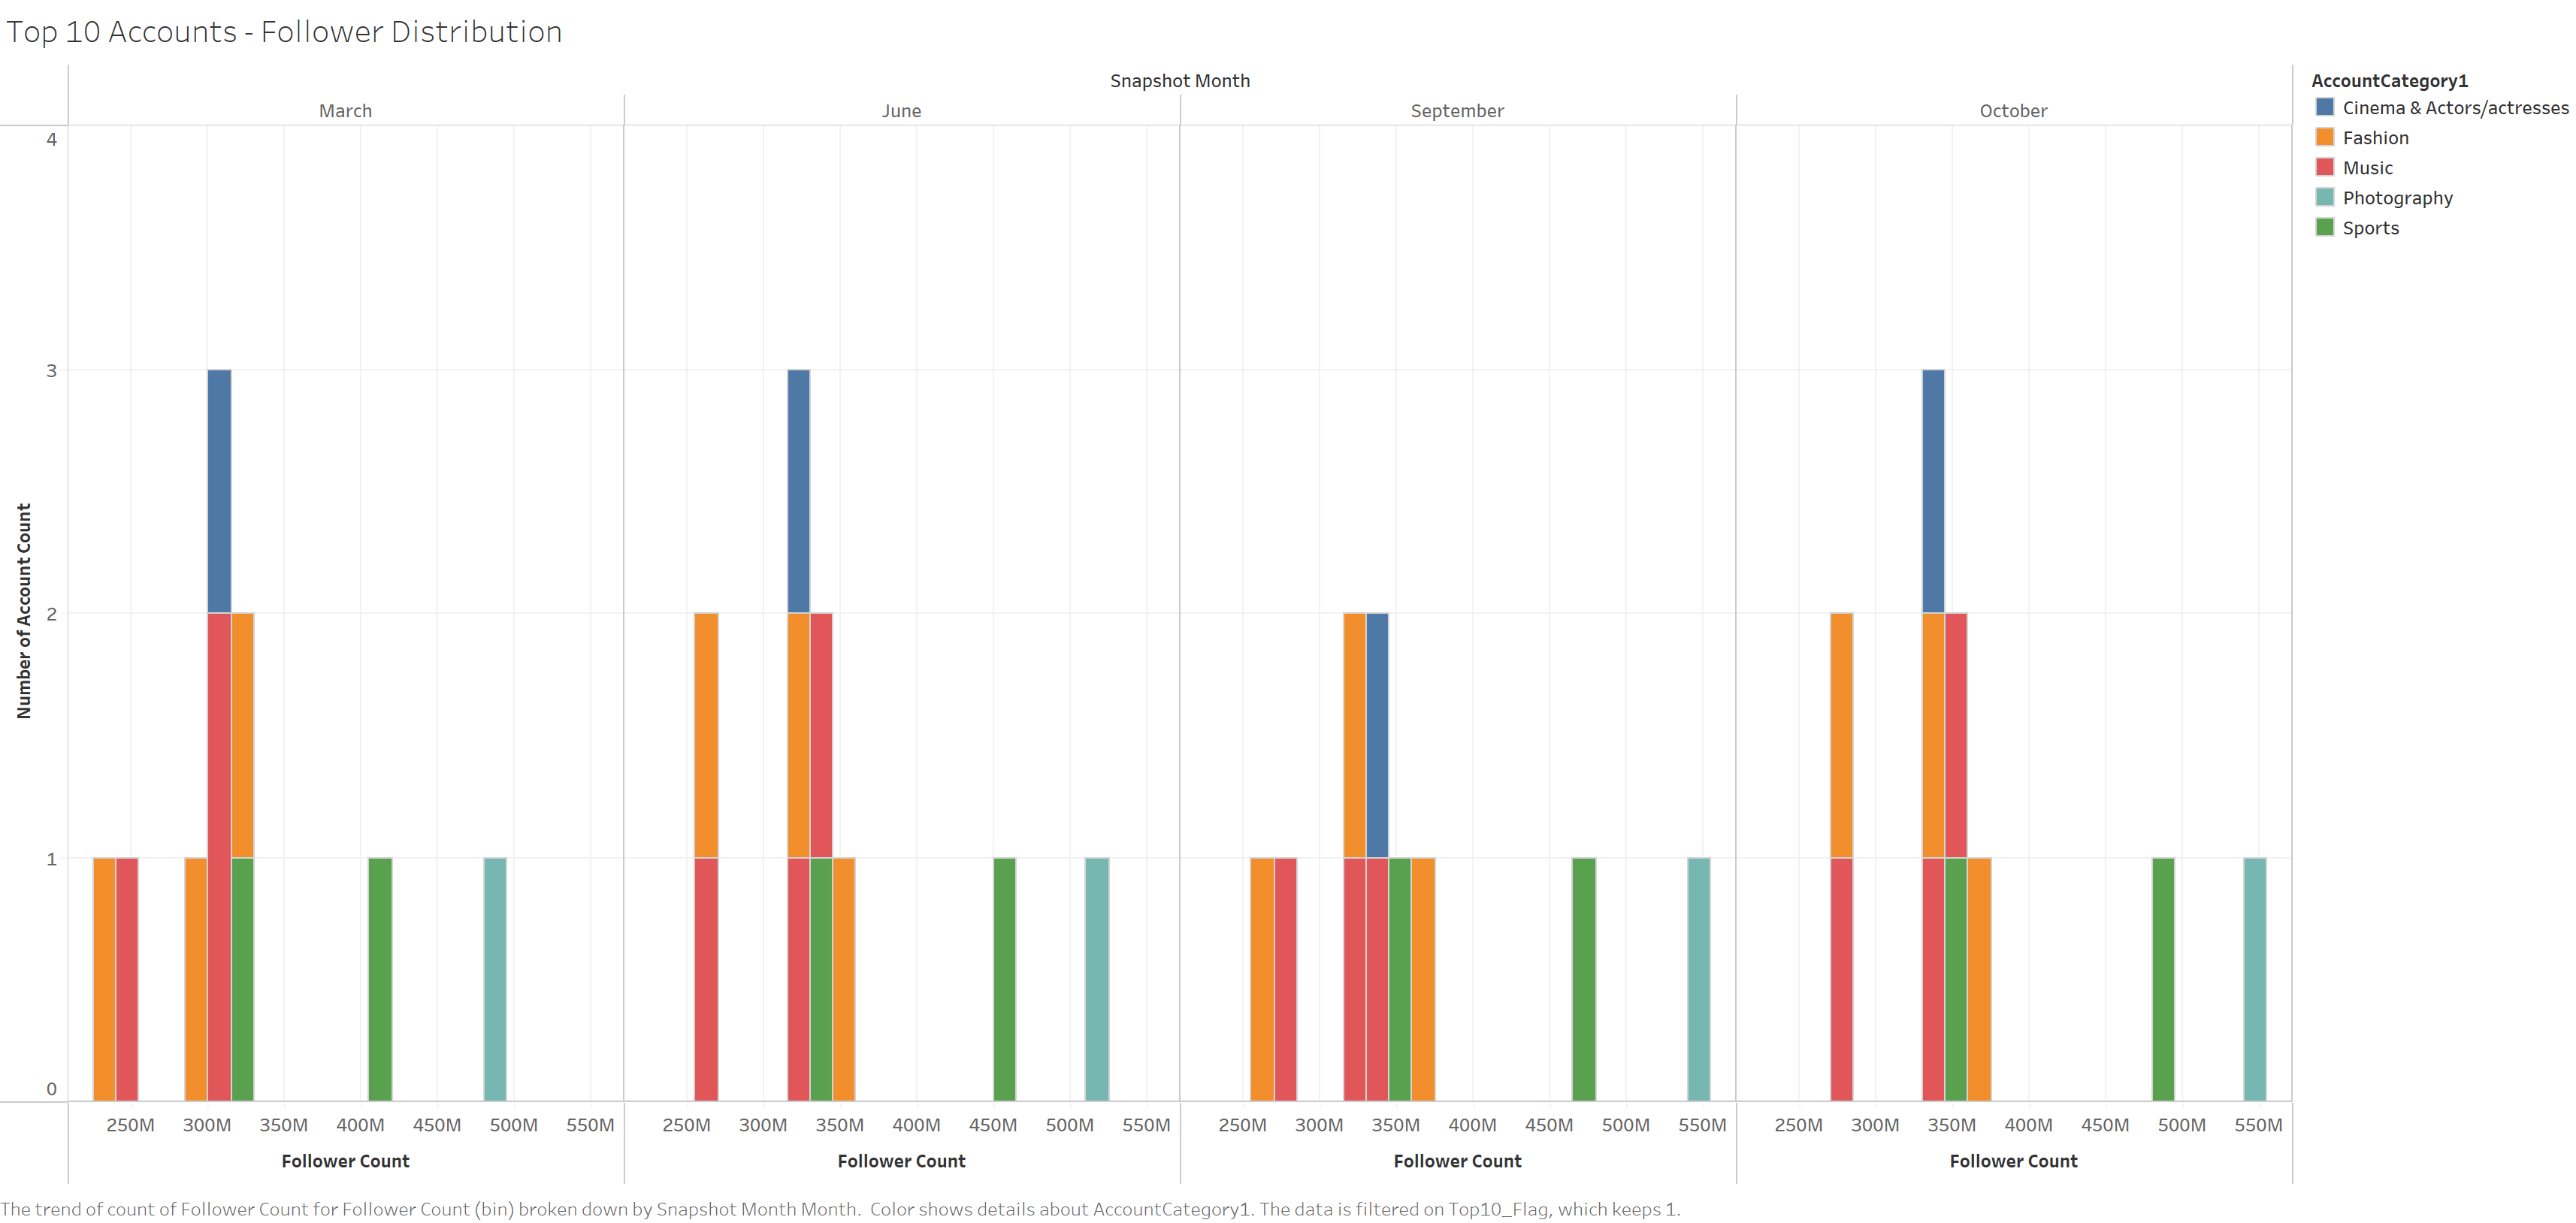 Top 10 Accounts - Follower Distribution
Snapshot Month
March June September October
AccountCategory1
Cinema & Actors/actresses
Fashion
Music
Photography
Sports
Number of Account Count
4
3
2
1
0
250M 300M 350M 400M 450M 500M 550M 250M 300M 350M 400M 450M 500M 550M 250M 300M 350M 400M 450M 500M 550M 250M 300M 350M 400M 450M 500M 550M
Follower Count Follower Count Follower Count Follower Count
The trend of count of Follower Count for Follower Count (bin) broken down by Snapshot Month Month.  Color shows details about AccountCategory1. The data is filtered on Top10_Flag, which keeps 1.